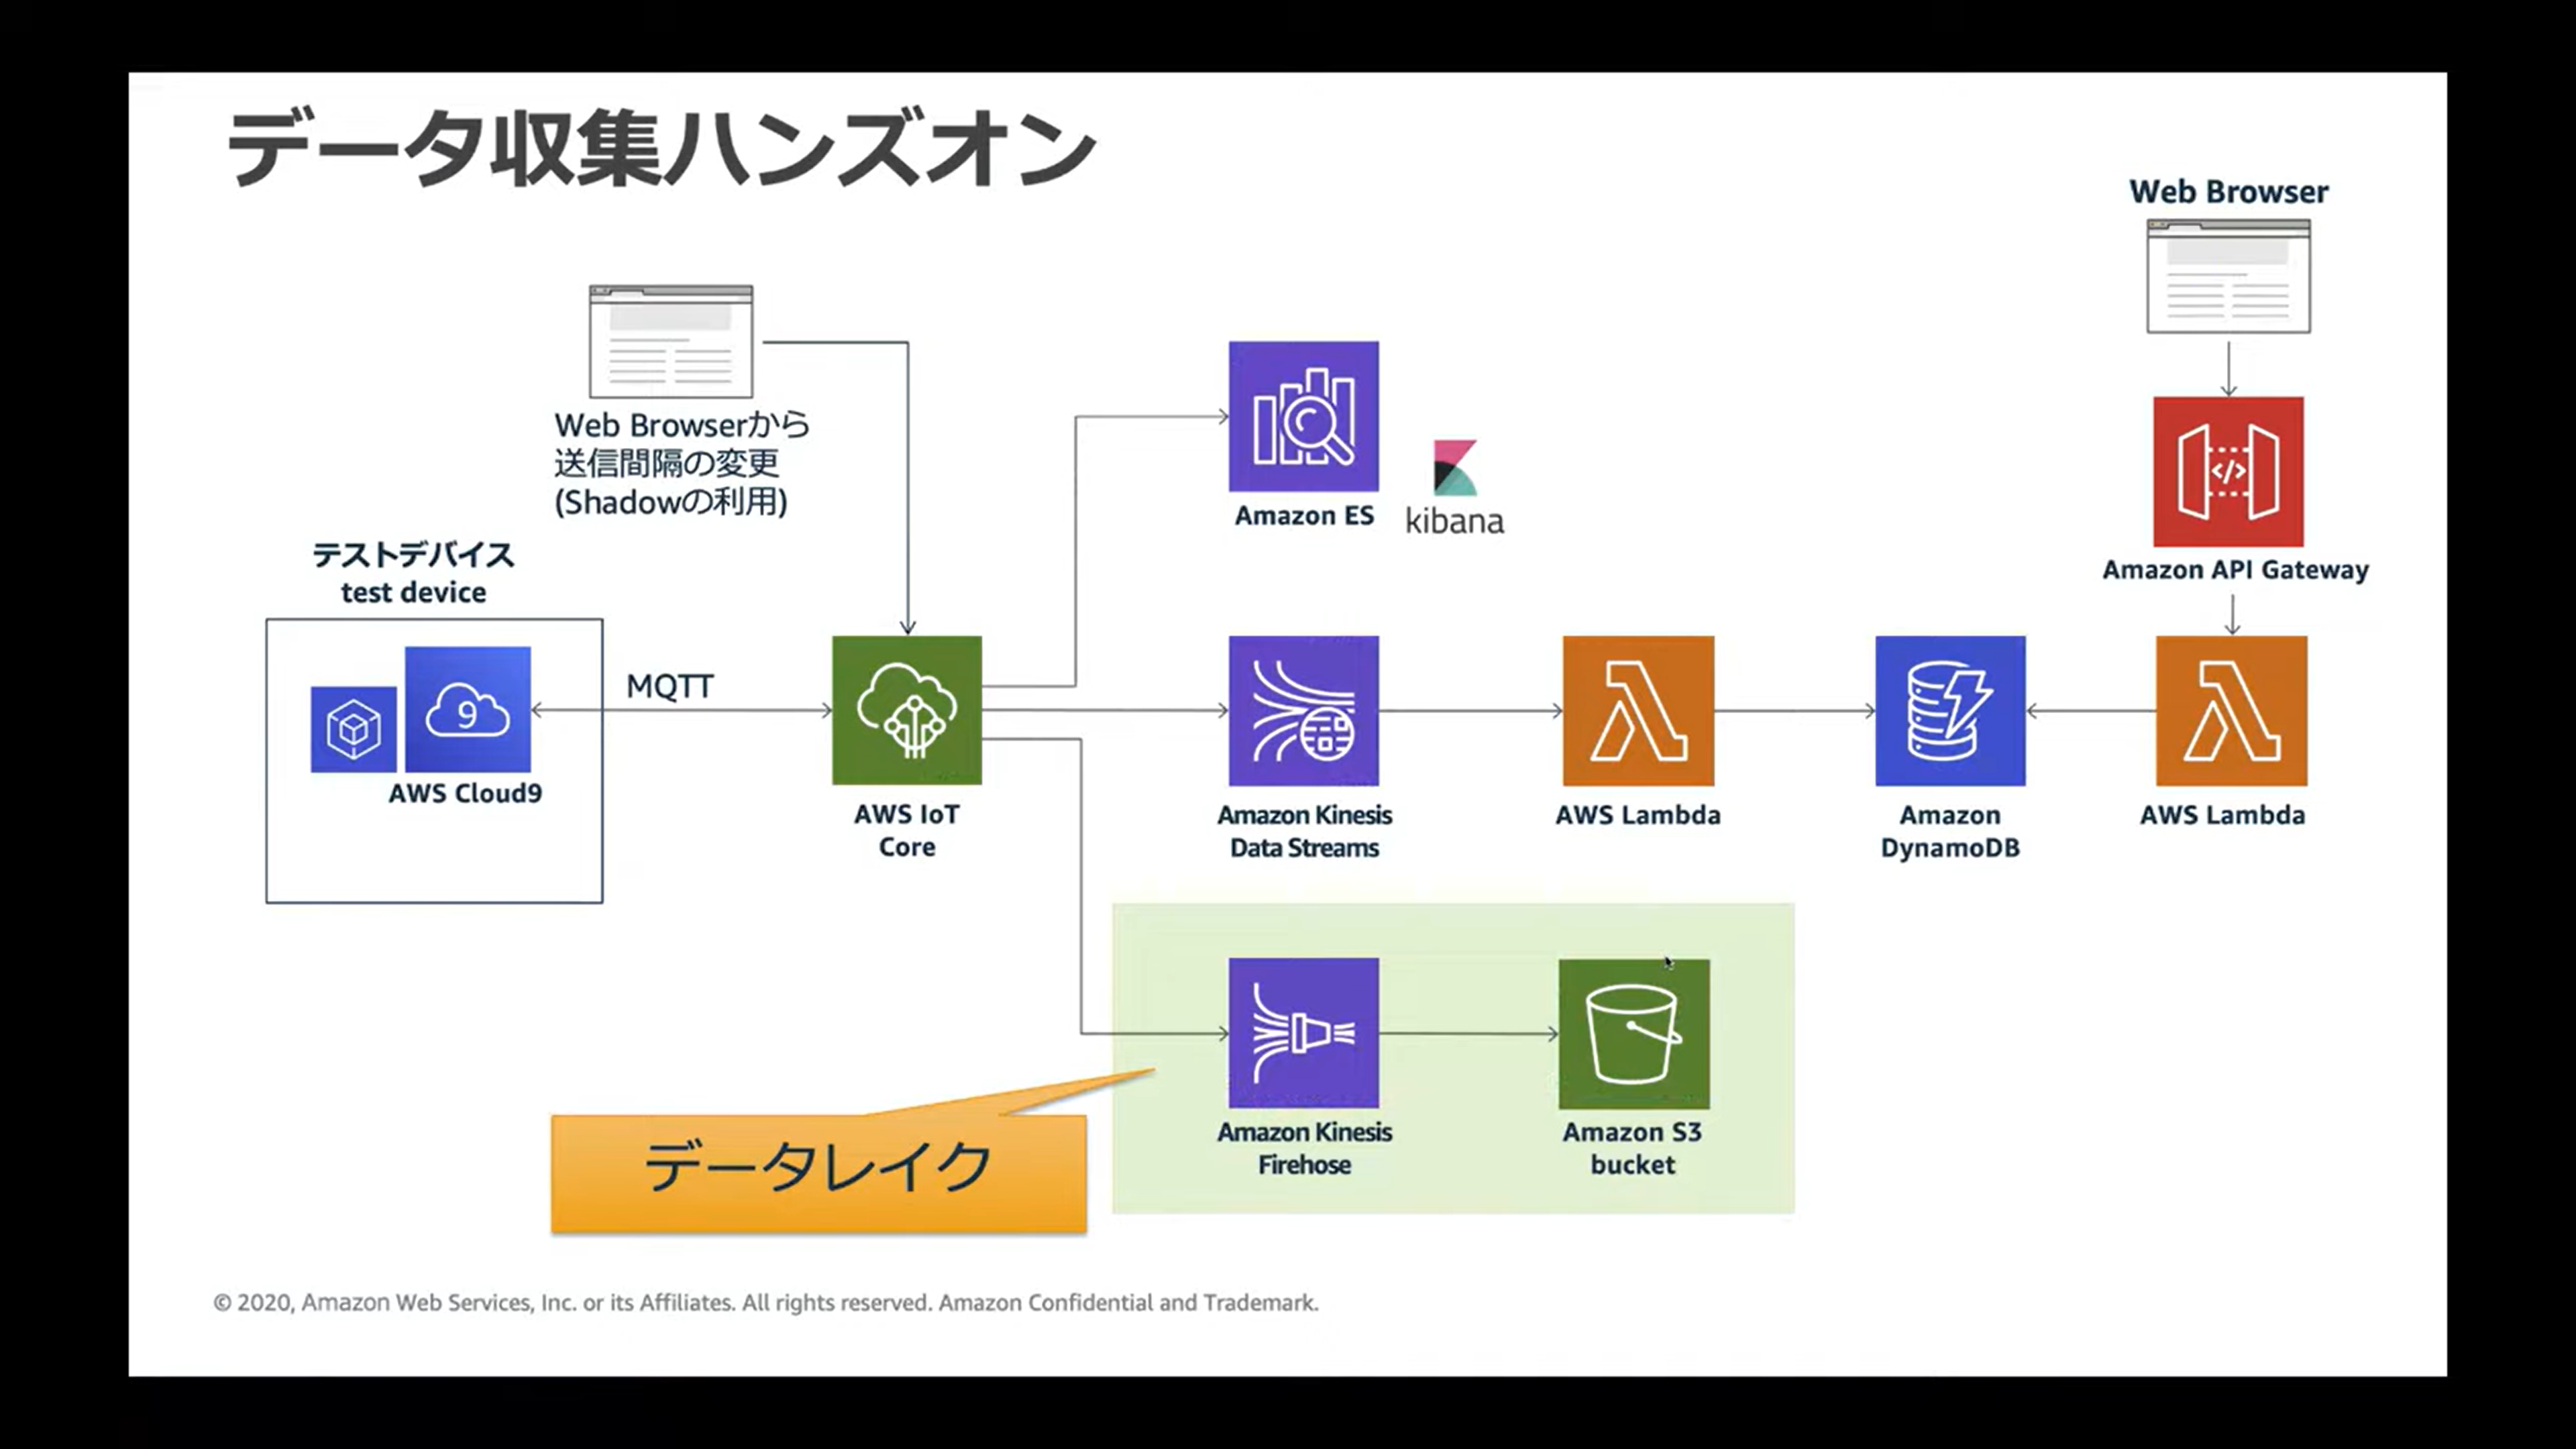 データ収集ハンズオン
Web Browser
Web Browserから
送信間隔の変更
(Shadowの利用)
Amazon ES
kibana
Amazon API Gateway
テストデバイス
test device
MQTT
9
AWS Cloud9
AWS IoT
Core
Amazon Kinesis
Data Streams
AWS Lambda
Amazon
DynamoDB
AWS Lambda
データレイク
Amazon Kinesis
Firehose
Amazon S3
bucket
© 2020, Amazon Web Services, Inc. or its Affiliates. All rights reserved. Amazon Confidential and Trademark.